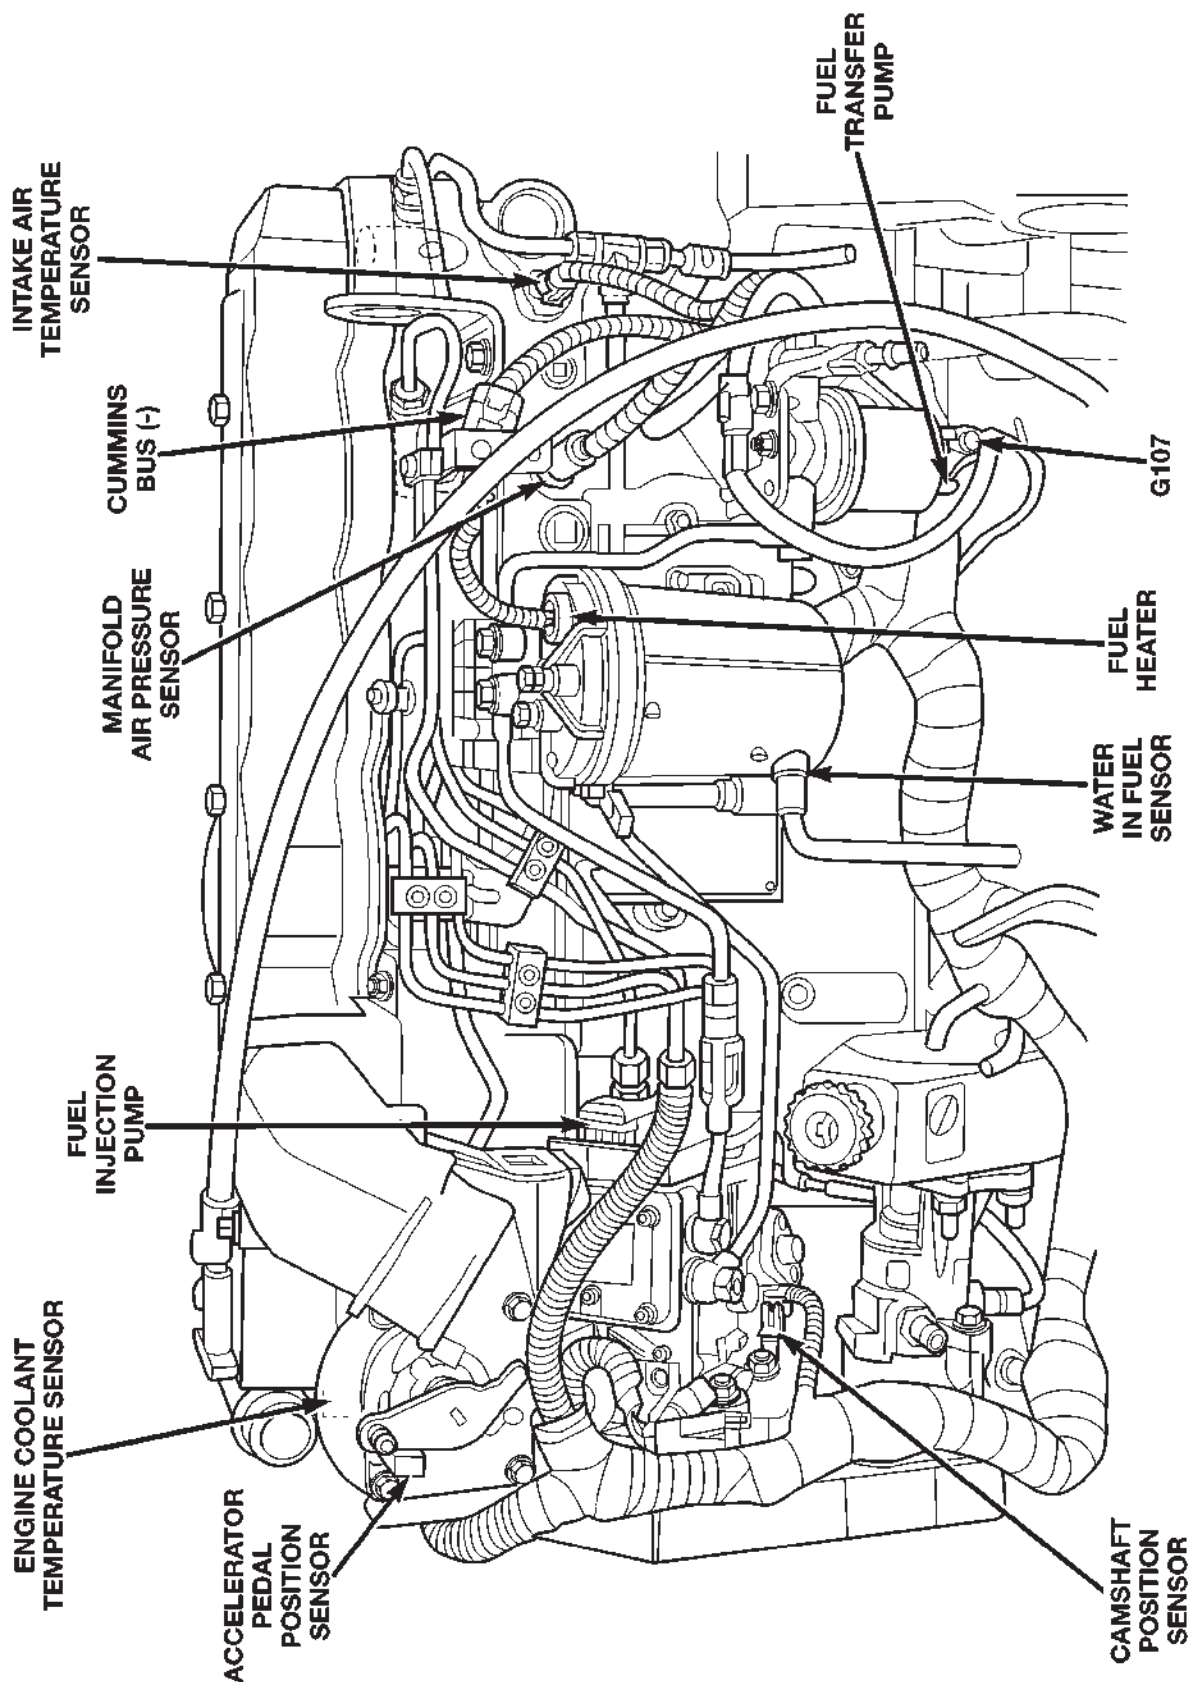 ENGINE COOLANT
TEMPERATURE SENSOR
FUEL
INJECTION
PUMP
MANIFOLD
AIR PRESSURE
SENSOR
CUMMINS
BUS (-)
INTAKE AIR
TEMPERATURE
SENSOR
ACCELERATOR
PEDAL
POSITION
SENSOR
FUEL
TRANSFER
PUMP
CAMSHAFT
POSITION
SENSOR
WATER
IN FUEL
SENSOR
FUEL
HEATER
G107